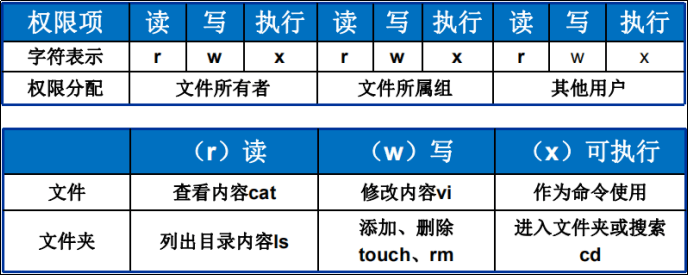 权限项 读 写 执行 读 写 执行 读 写 执行
字符表示 r w x r w x r w x
权限分配 文件所有者 文件所属组 其他用户
（r）读 （w）写 （x）可执行
文件 查看内容cat 修改内容vi 作为命令使用
文件夹 列出目录内容ls 添加、删除 进入文件夹或搜索
touch、rm cd